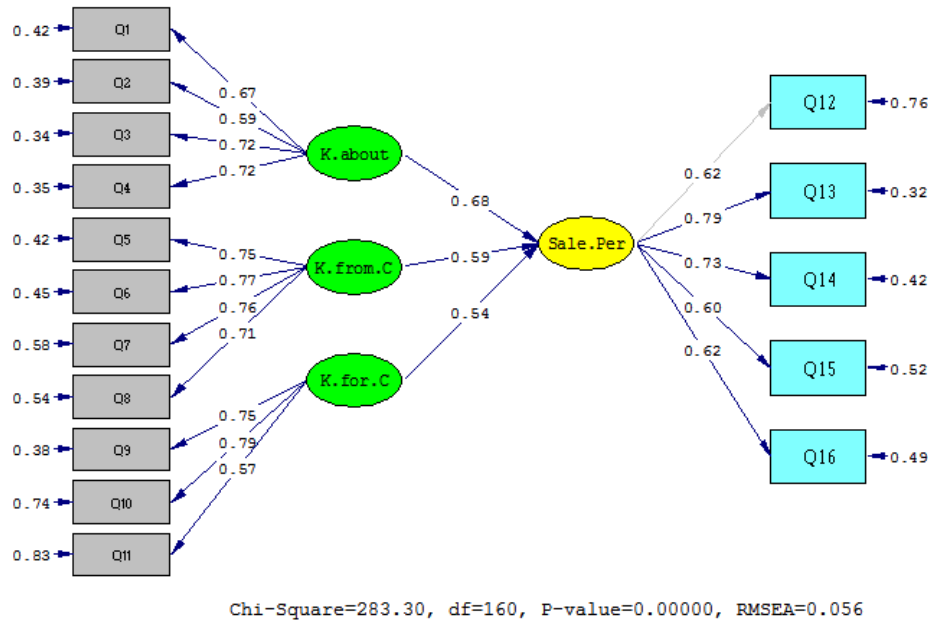 0.42 Q1
0.39 Q2
0.34 Q3
0.35 Q4
0.42 Q5
0.45 Q6
0.58 Q7
0.54 Q8
0.38 Q9
0.74 Q10
0.83 Q11
0.67
0.59
0.72
0.72
0.75
0.77
0.76
0.71
0.75
0.79
0.57
K.about
K.from.C
K.for.C
0.68
0.59
0.54
Sale.Per
0.62
0.79
0.73
0.60
0.62
Q12 0.76
Q13 0.32
Q14 0.42
Q15 0.52
Q16 0.49
Chi-Square=283.30, df=160, P-value=0.00000, RMSEA=0.056